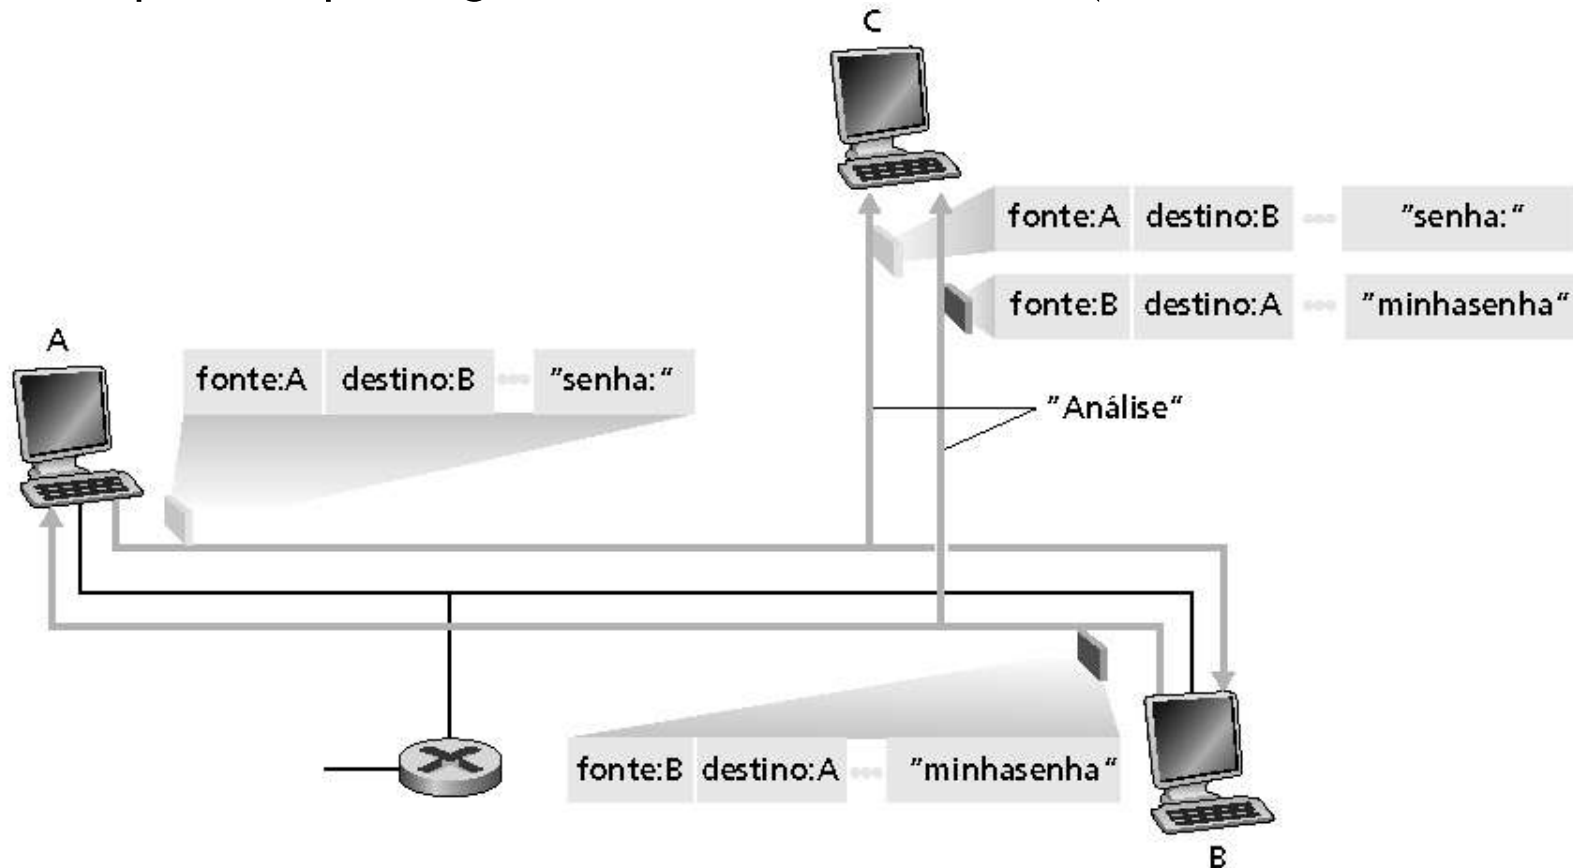 C
fonte:A destino:B "senha:"
fonte:B destino:A "minhasenha"
A
fonte:A destino:B "senha:"
"Análise"
fonte:B destino:A "minhasenha"
B